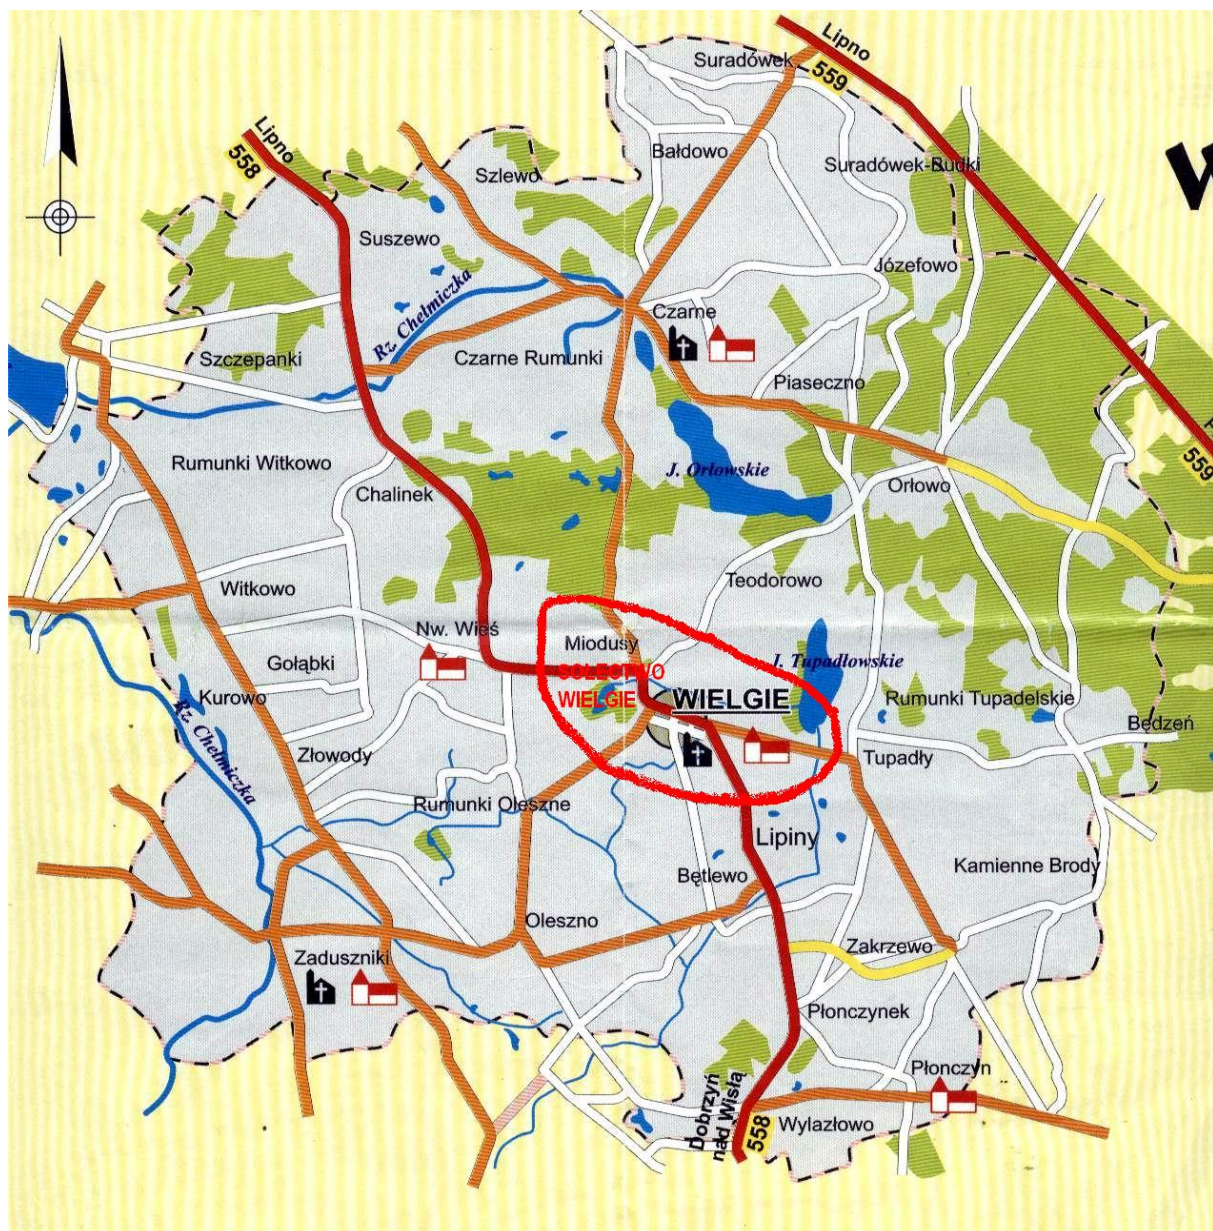 Lipno
559
Suradówek
Lipno
558
Bałdowo
Suradówek-Budki
Szlewo
Suszewo
Józefowo
Rz. Chełmiczka
Czarne
Szczepanki
Czarne Rumunki
Piaseczno
559
Rumunki Witkowo
J. Orłowskie
Chalinek
Orłowo
Witkowo
Teodorowo
Nw. Wieś
Miodusy
Gołąbki
SOŁECTWO
WIELGIE
J. Tupadłowskie
Kurowo
WIELGIE
Rumunki Tupadelskie
Będzeń
Rz. Chełmiczka
Złowody
Tupadły
Rumunki Oleszne
Lipiny
Bętlewo
Kamienne Brody
Oleszno
Zakrzewo
Zaduszniki
Płonczynek
Płonczyn
Dobrzyń
nad Wisłą
558
Wylazłowo